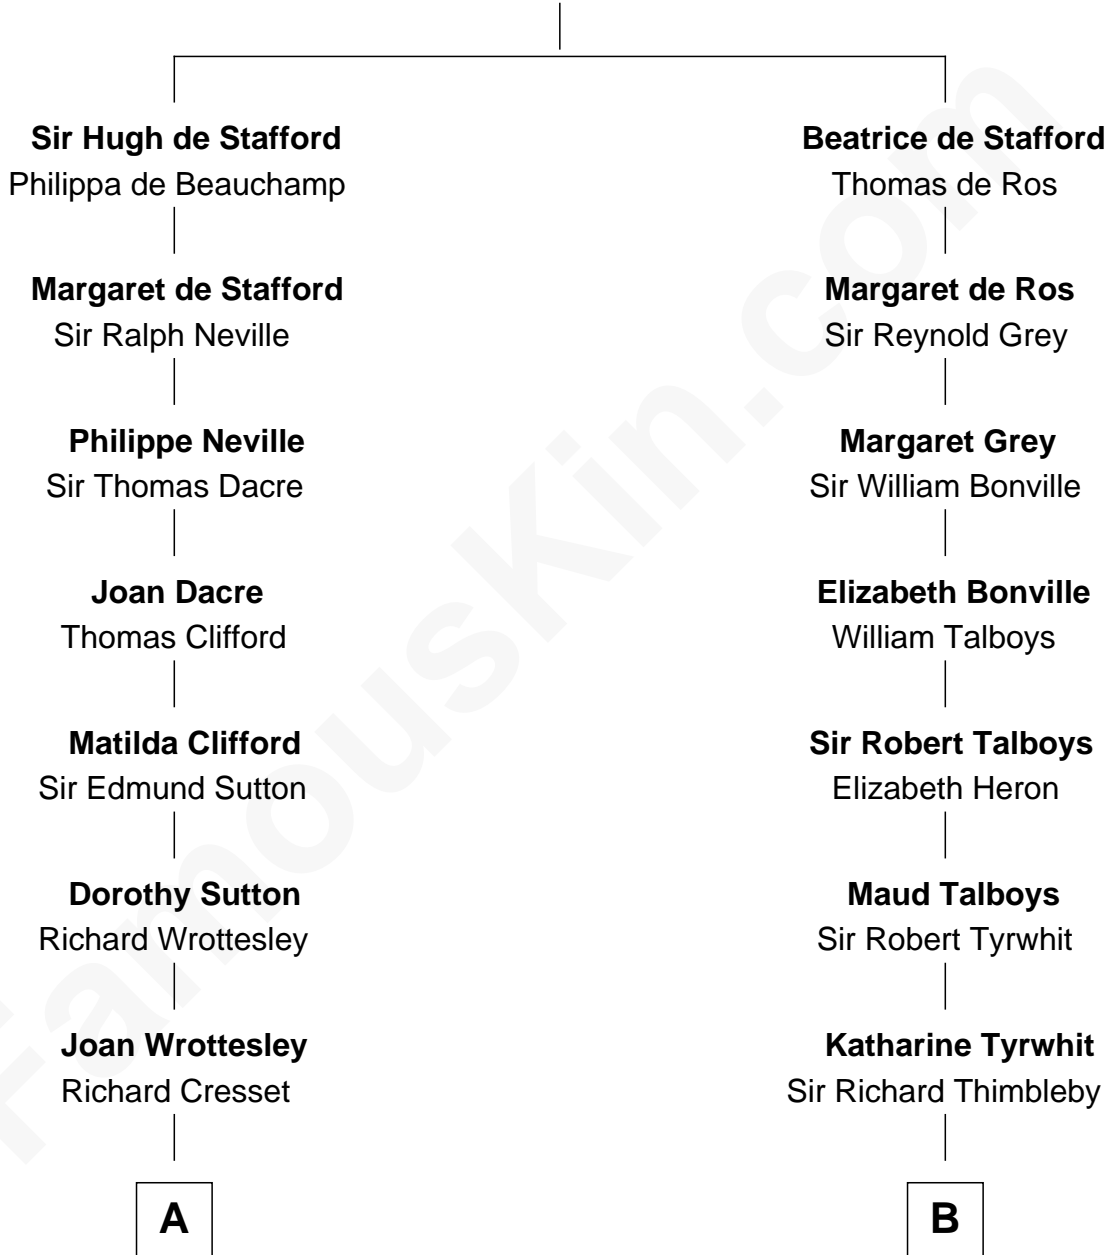 Sir Hugh de Stafford
Philippa de Beauchamp
Margaret de Stafford
Sir Ralph Neville
Philippe Neville
Sir Thomas Dacre
Joan Dacre
Thomas Clifford
Matilda Clifford
Sir Edmund Sutton
Dorothy Sutton
Richard Wrottesley
Joan Wrottesley
Richard Cresset
A
Beatrice de Stafford
Thomas de Ros
Margaret de Ros
Sir Reynold Grey
Margaret Grey
Sir William Bonville
Elizabeth Bonville
William Talboys
Sir Robert Talboys
Elizabeth Heron
Maud Talboys
Sir Robert Tyrwhit
Katharine Tyrwhit
Sir Richard Thimbleby
B
FamousKin.com